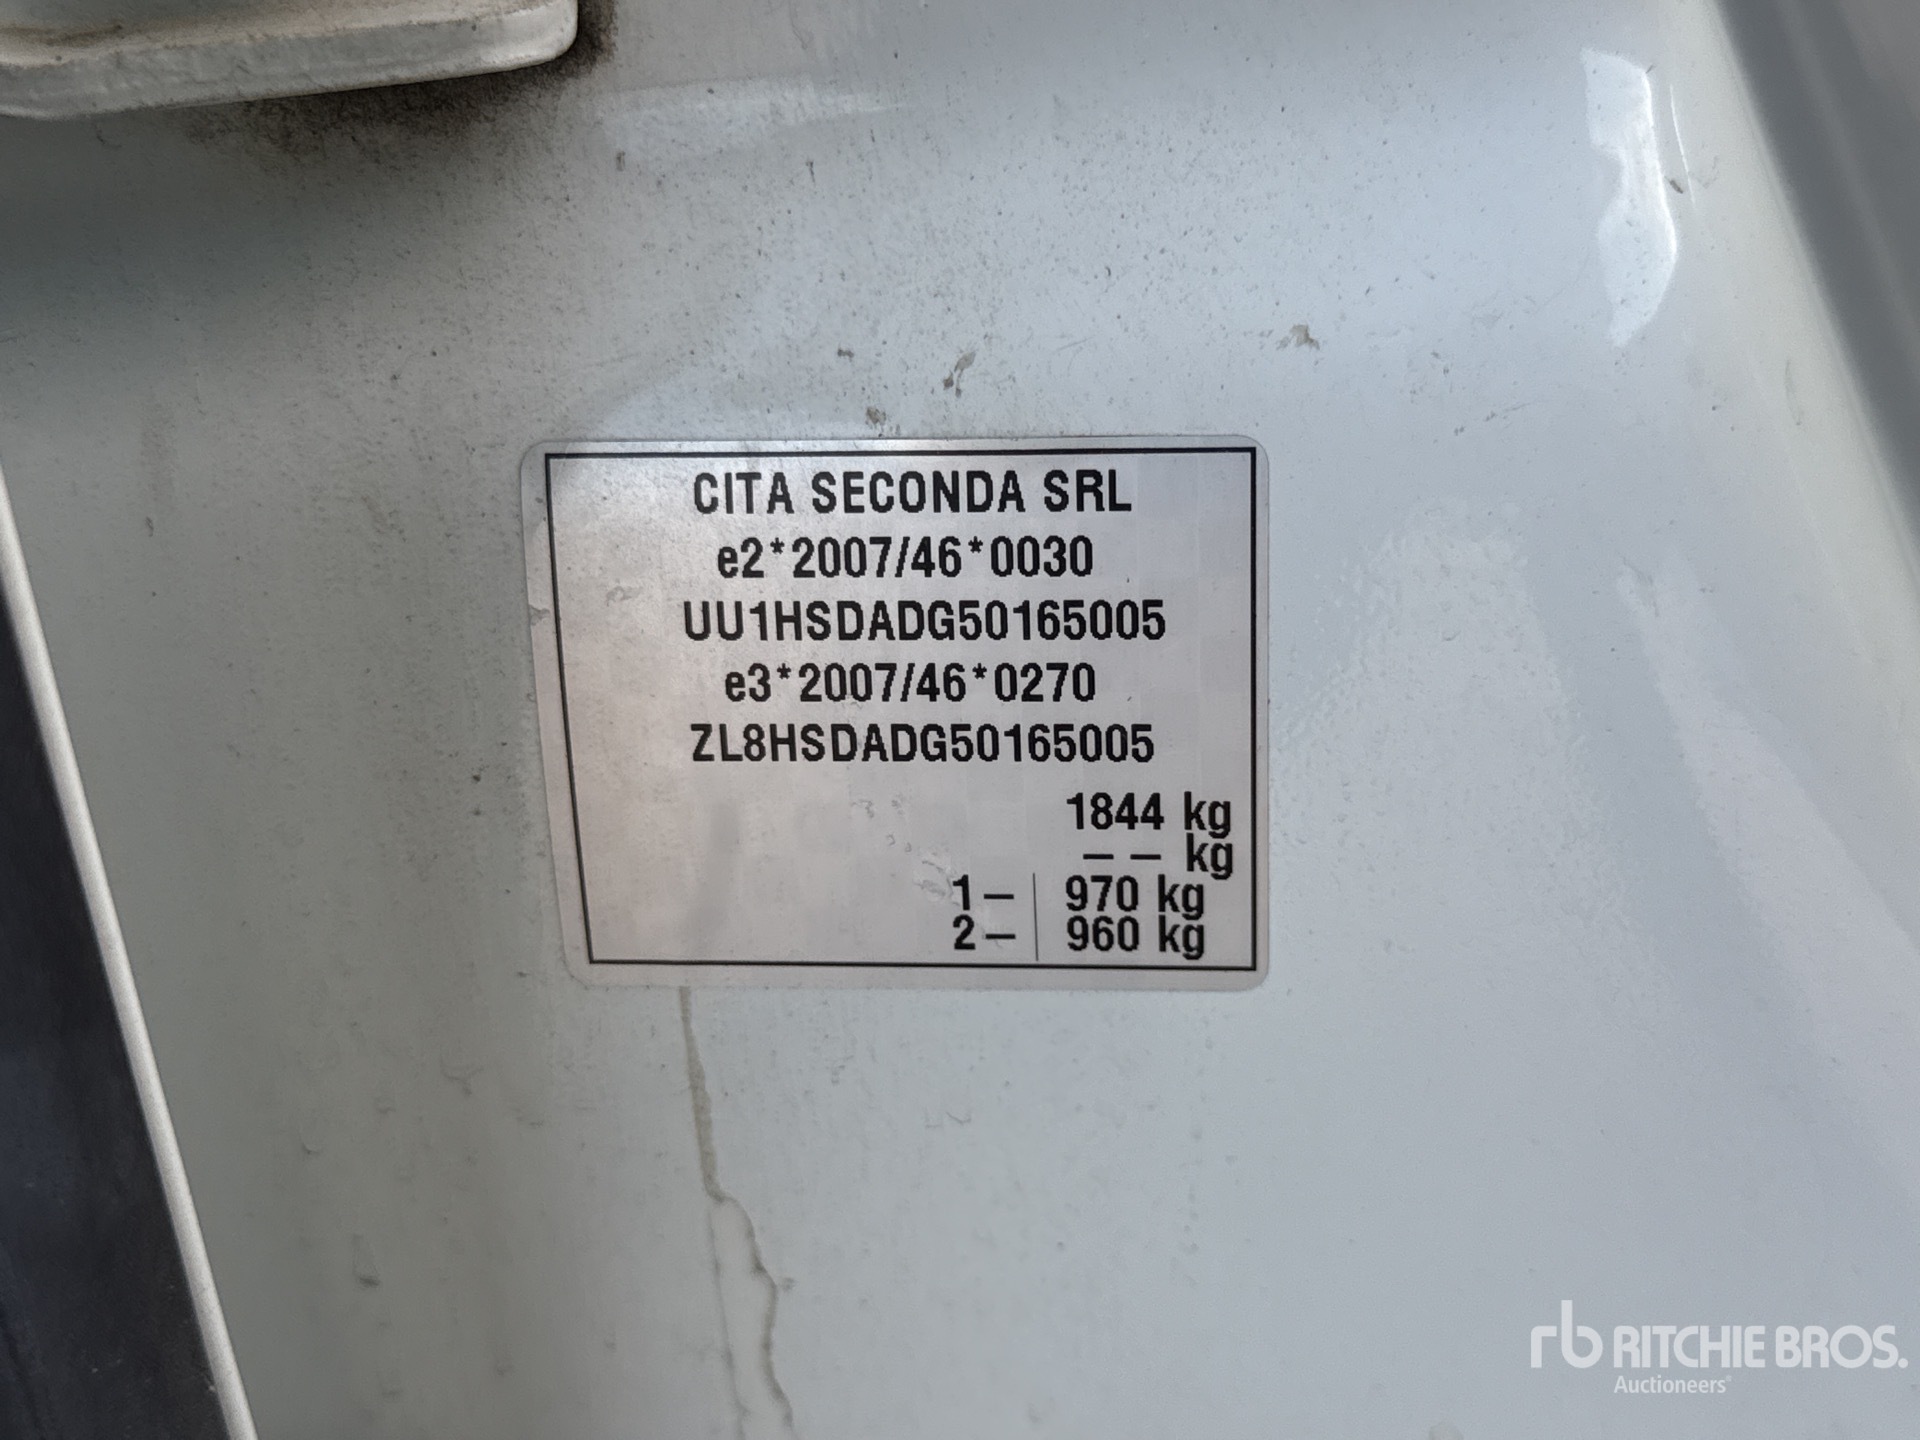 CITA SECONDA SRL
e2*2007/46*0030
UU1HSDADG50165005
e3*2007/46*0270
ZL8HSDADG50165005
1844 kg
– – kg
1– 970 kg
2– 960 kg
rb RITCHIE BROS.
Auctioneers